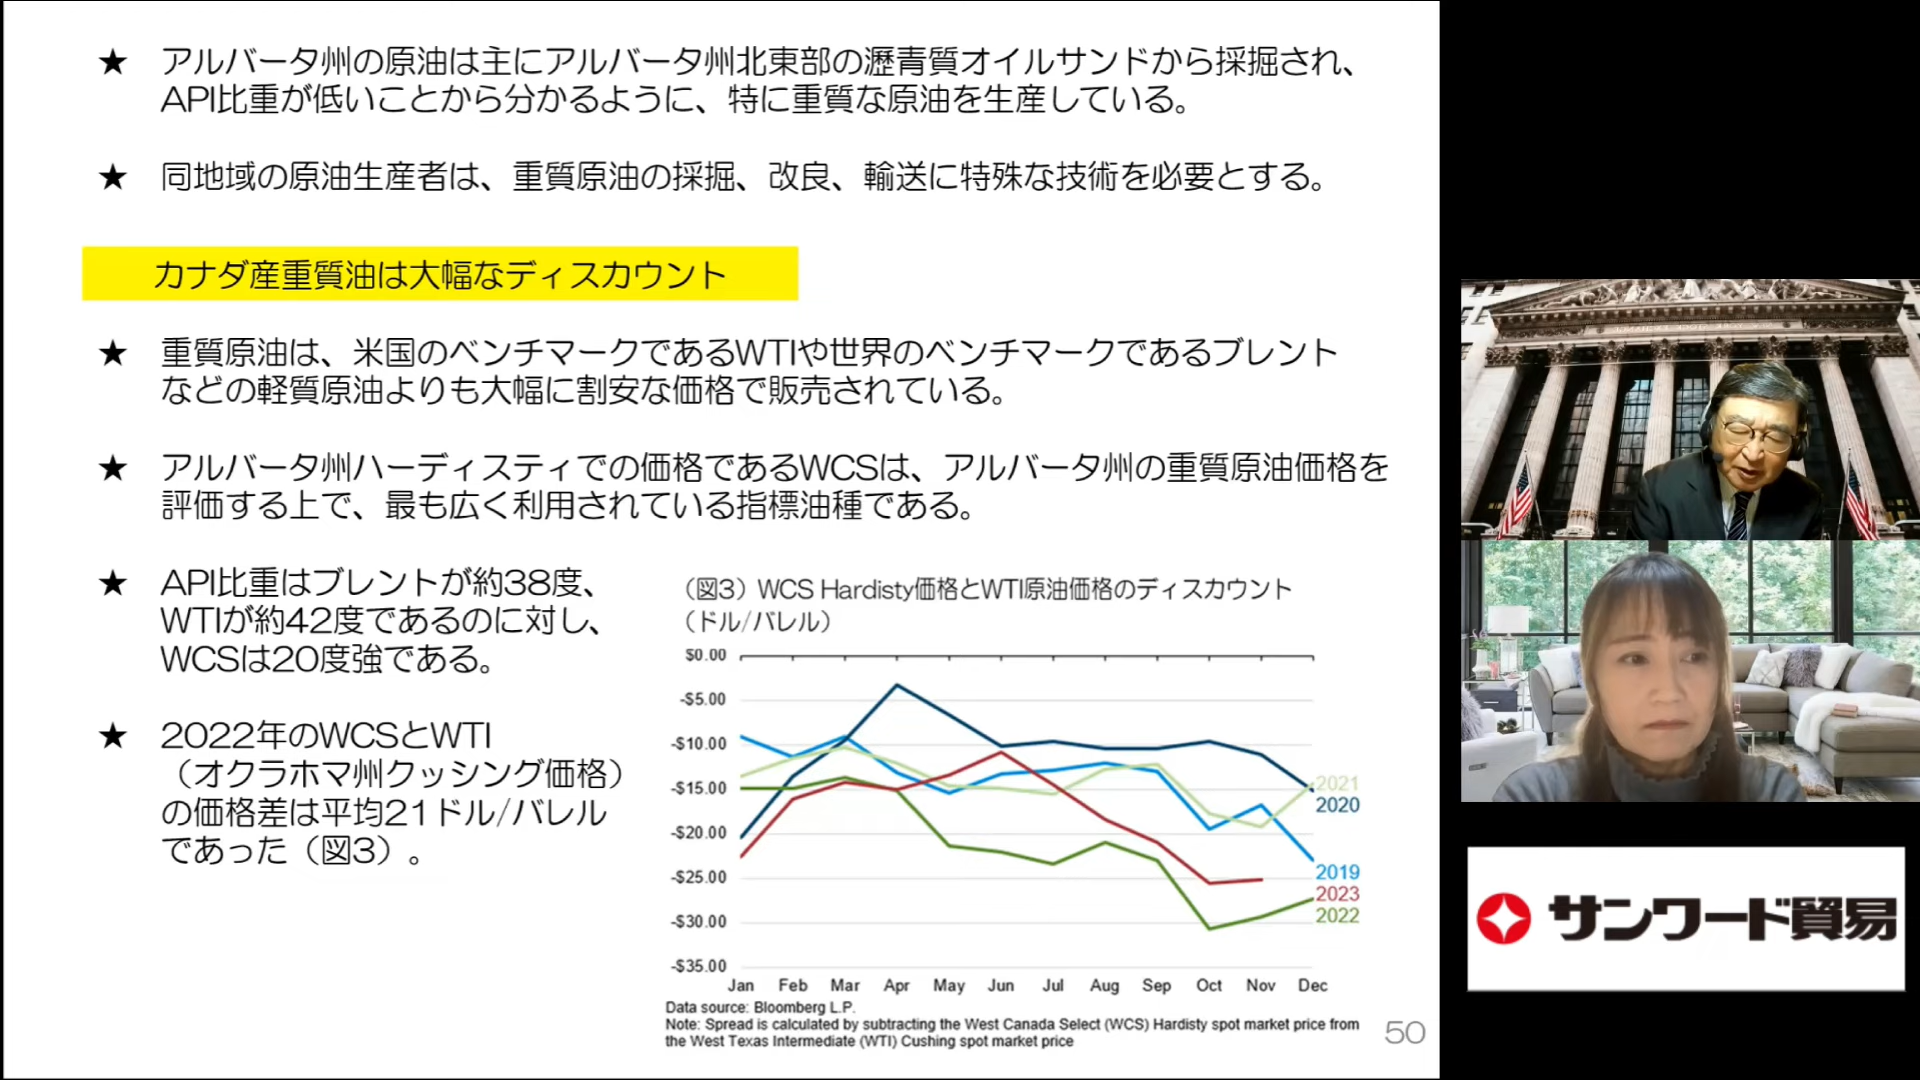 ★ アルバータ州の原油は主にアルバータ州北東部の瀝青質オイルサンドから採掘され、
API比重が低いことから分かるように、特に重質な原油を生産している。
★ 同地域の原油生産者は、重質原油の採掘、改良、輸送に特殊な技術を必要とする。
カナダ産重質油は大幅なディスカウント
★ 重質原油は、米国のベンチマークであるWTIや世界のベンチマークであるブレント
などの軽質原油よりも大幅に割安な価格で販売されている。
★ アルバータ州ハーディスティでの価格であるWCSは、アルバータ州の重質原油価格を
評価する上で、最も広く利用されている指標油種である。
★ API比重はブレントが約38度、
WTIが約42度であるのに対し、
WCSは20度強である。
★ 2022年のWCSとWTI
（オクラホマ州クッシング価格）
の価格差は平均21ドル/バレル
であった（図3）。
（図3）WCS Hardisty価格とWTI原油価格のディスカウント
（ドル/バレル）
$0.00
-$5.00
-$10.00
-$15.00
-$20.00
-$25.00
-$30.00
-$35.00
2021
2020
2019
2023
2022
Jan Feb Mar Apr May Jun Jul Aug Sep Oct Nov Dec
Data source: Bloomberg L.P.
Note: Spread is calculated by subtracting the West Canada Select (WCS) Hardisty spot market price from
the West Texas Intermediate (WTI) Cushing spot market price
50
サンワード貿易